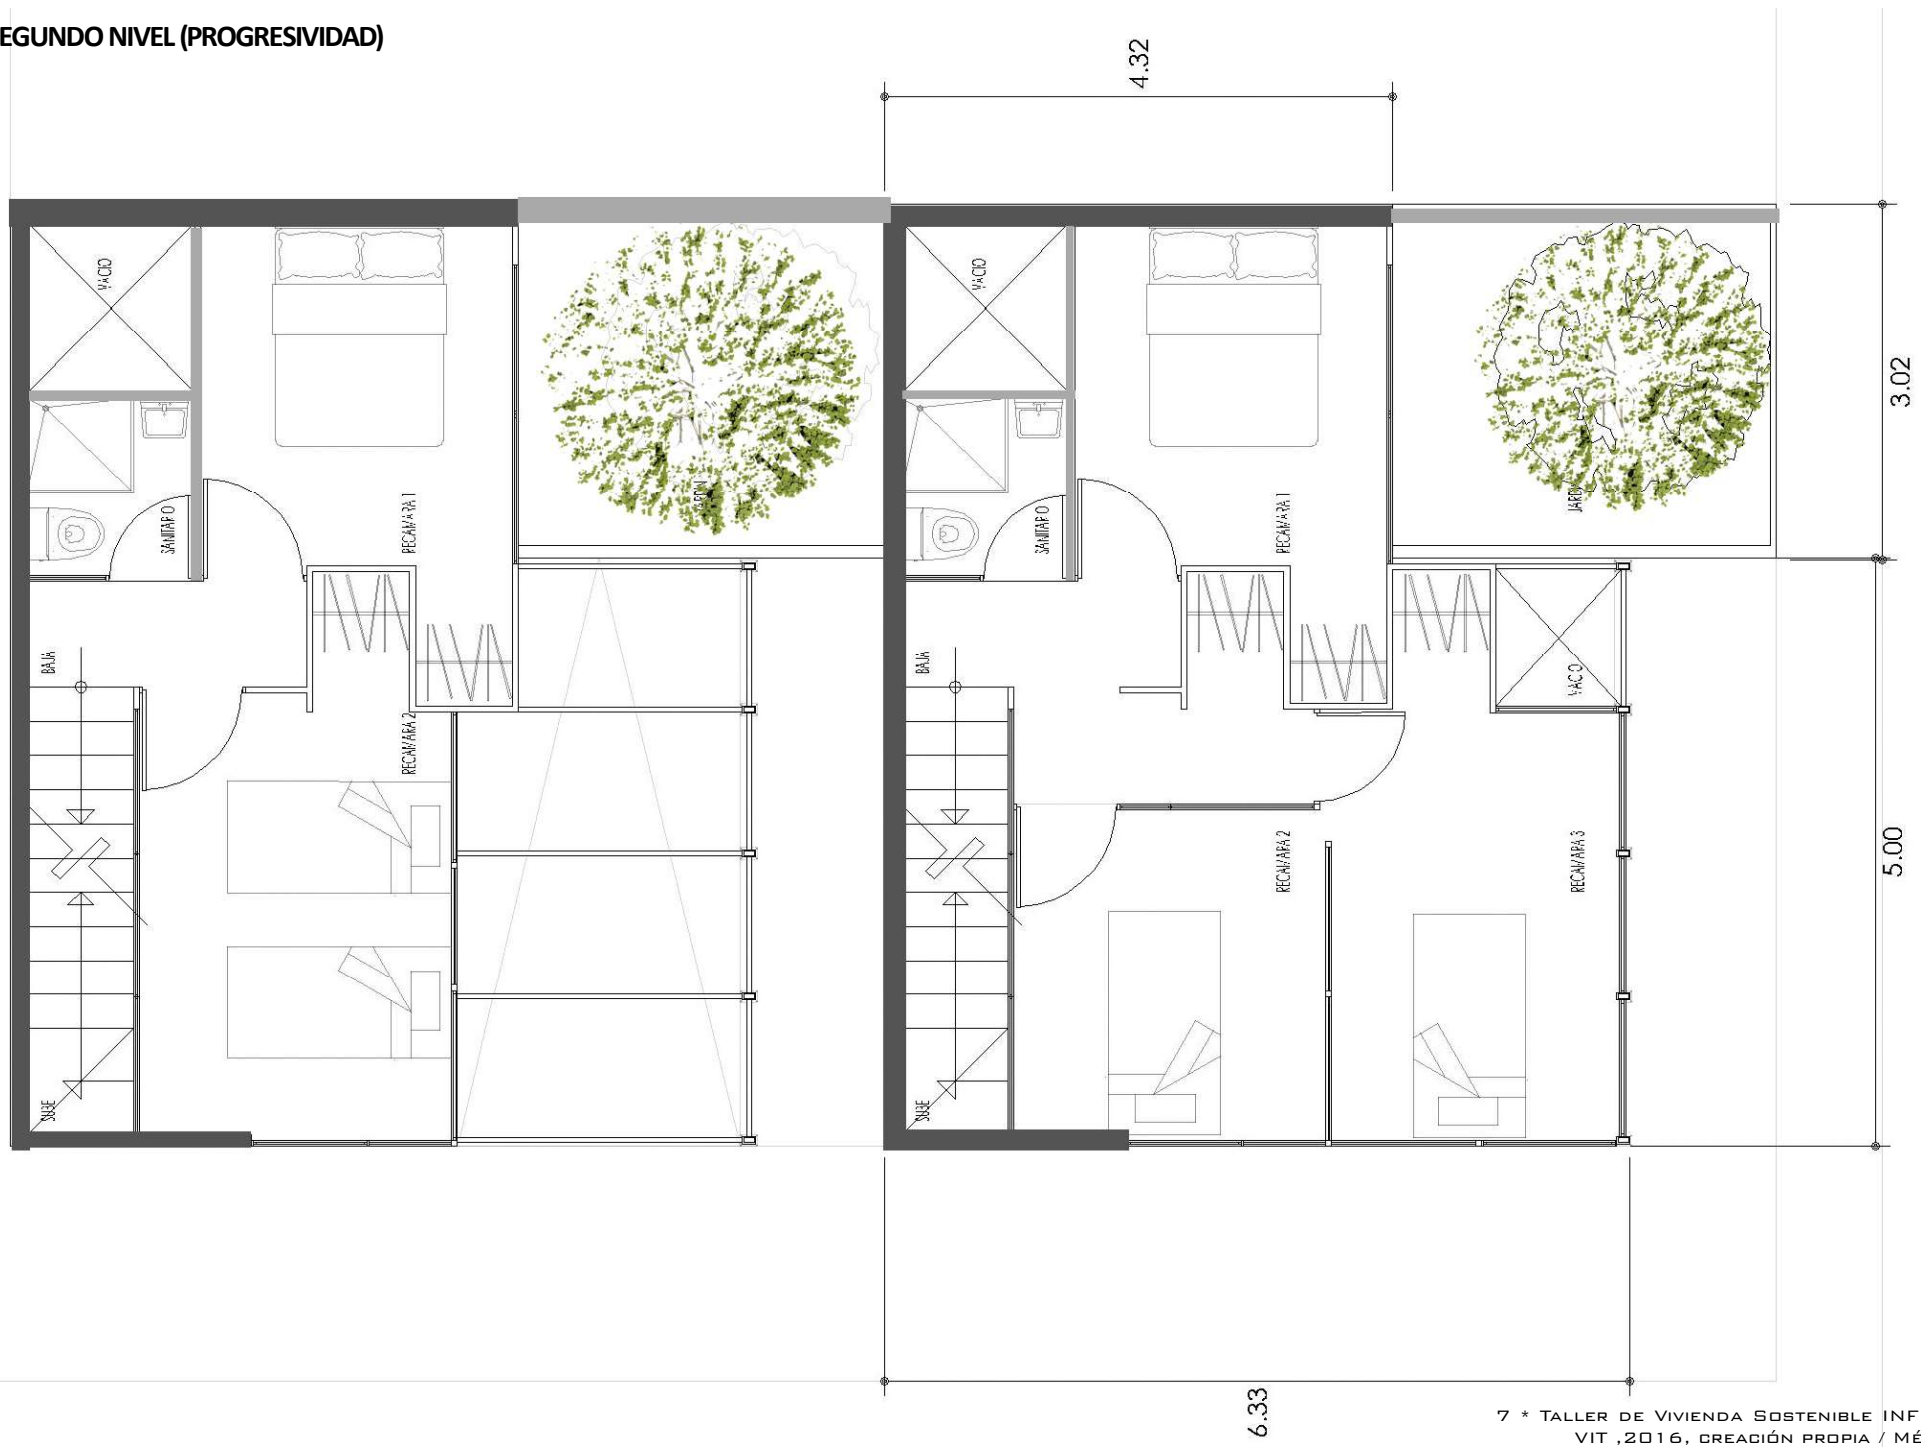 EGUNDO NIVEL (PROGRESIVIDAD)
4.32
VACIO
VACIO
3.02
JARDI
SANITARIO
RECAMARA 1
SANITARIO
RECAMARA 1
BAJA
BAJA
VACIO
RECAMARA 2
RECAMARA 2
RECAMARA 3
5.00
SUBE
SUBE
6.33
7 * TALLER DE VIVIENDA SOSTENIBLE INF
VIT ,2016, CREACIÓN PROPIA / MÉ